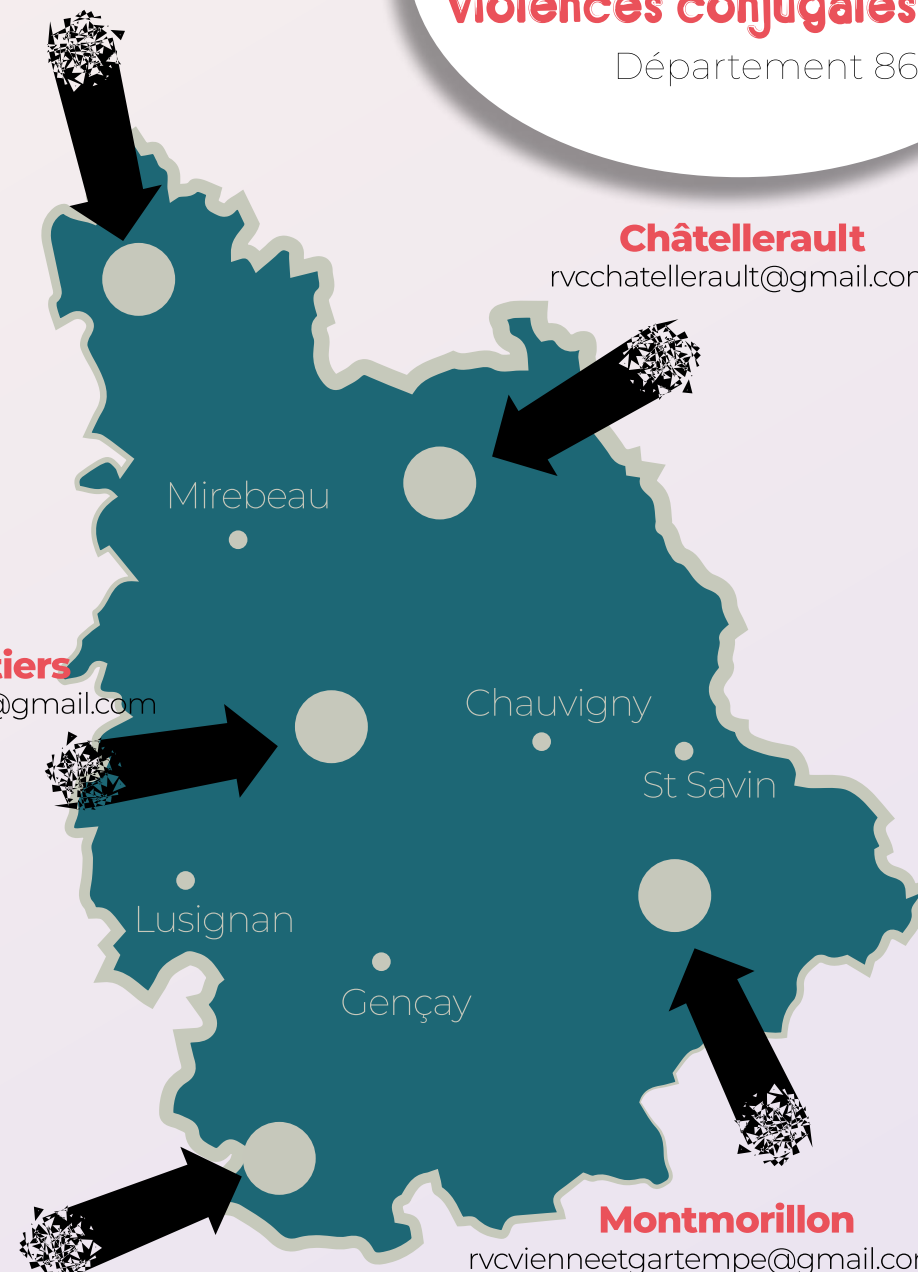 violences conjugales
Département 86
Châtellerault
rvcchatellerault@gmail.com
Mirebeau
tiers
@gmail.com
Chauvigny
St Savin
Lusignan
Gençay
Montmorillon
rvcvienneetgartempe@gmail.com